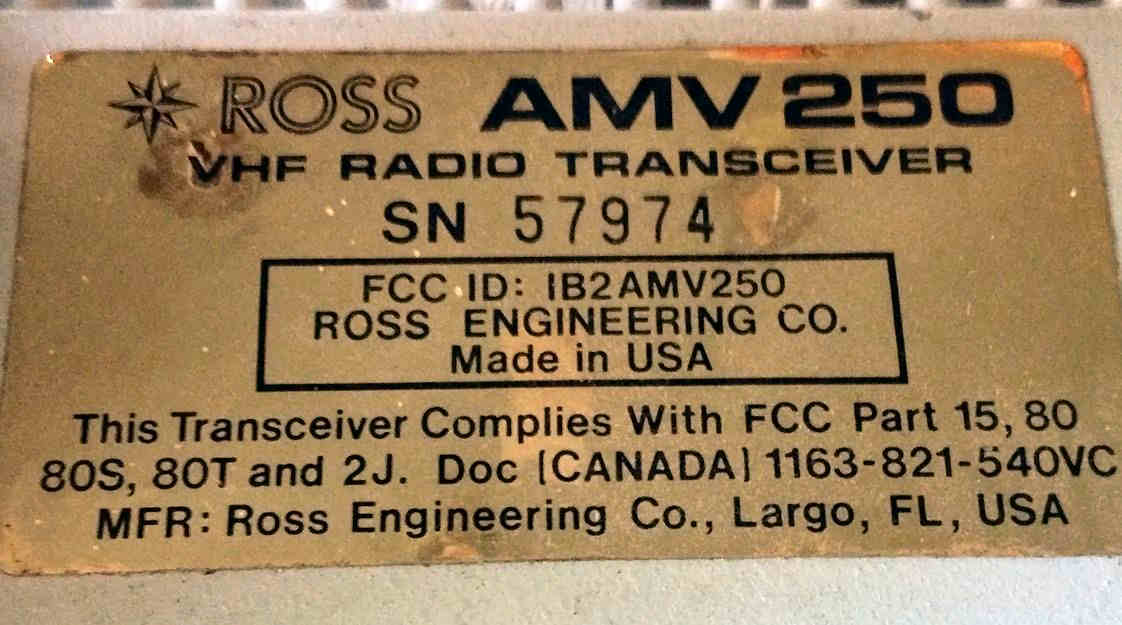 ROSS AMV 250
VHF RADIO TRANSCEIVER
SN 57974
FCC ID: IB2AMV250
ROSS ENGINEERING CO.
Made in USA
This Transceiver Complies With FCC Part 15, 80
80S, 80T and 2J. Doc (CANADA) 1163-821-540VC
MFR: Ross Engineering Co., Largo, FL, USA